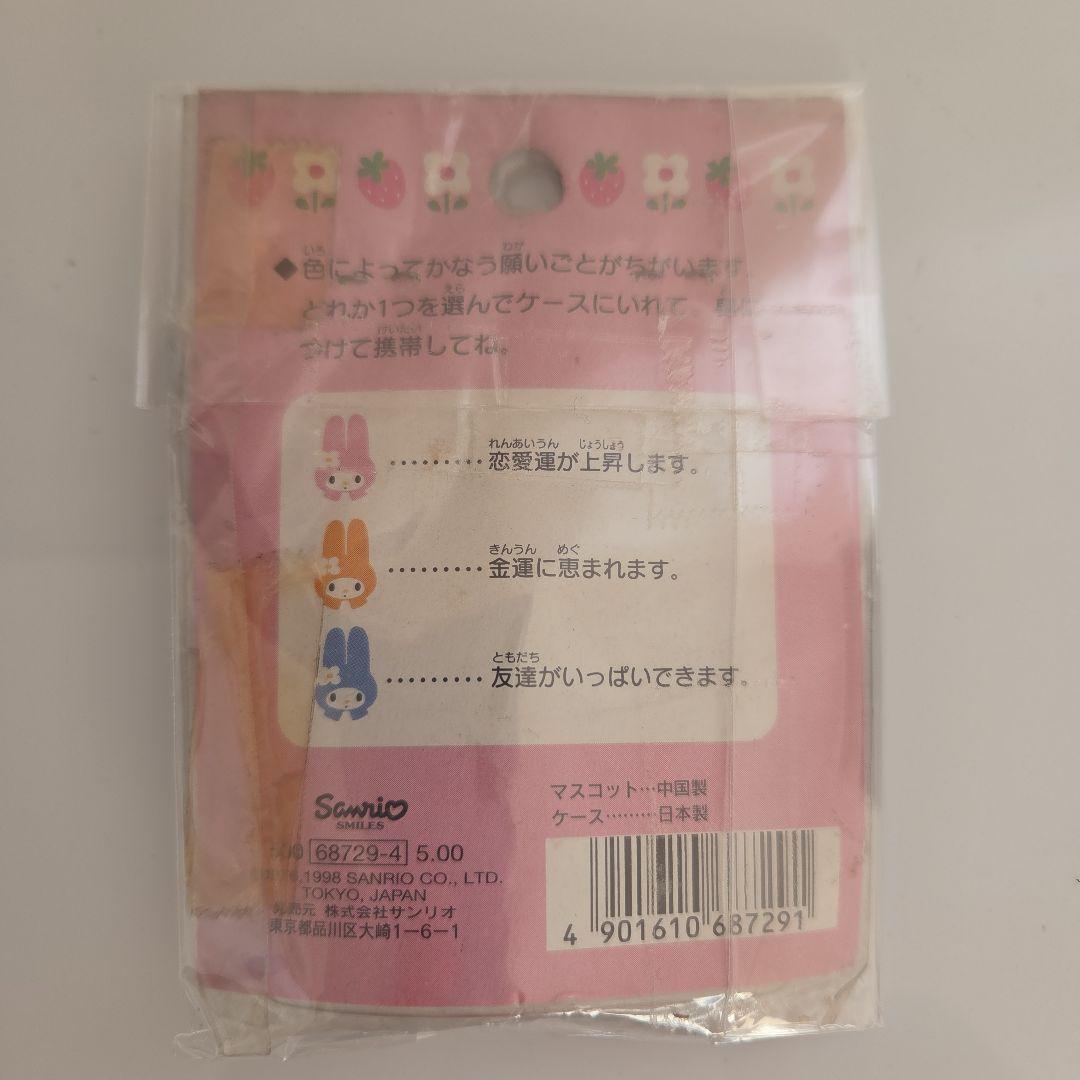 ◆色によってかなう願いごとがちがいます。
どれか1つを選んでケースにいれて、
つけて携帯してね。
………恋愛運が上昇します。
………金運に恵まれます。
………友達がいっぱいできます。
マスコット…中国製
ケース………日本製
Sanrio
SMILES
68729-4 5.00
1998 SANRIO CO., LTD.
TOKYO, JAPAN
発売元 株式会社サンリオ
東京都品川区大崎1-6-1
4 901610 687291